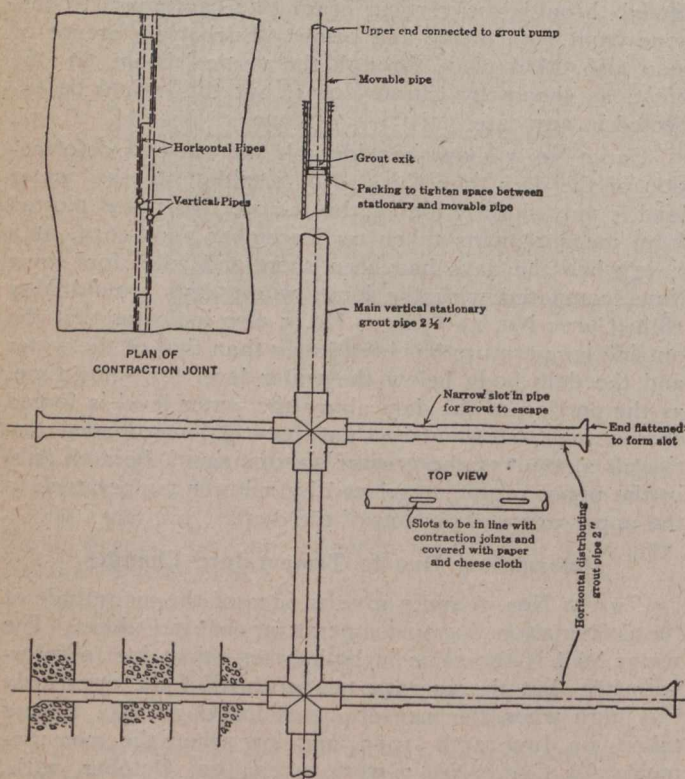 Upper end connected to grout pump
Movable pipe
Horizontal Pipes
Grout exit
Packing to tighten space between
stationary and movable pipe
Vertical Pipes
Main vertical stationary
grout pipe 2 ½ "
PLAN OF
CONTRACTION JOINT
Narrow slot in pipe
for grout to escape
End flattened
to form slot
TOP VIEW
Slots to be in line with
contraction joints and
covered with paper
and cheese cloth
Horizontal distributing
grout pipe 2"